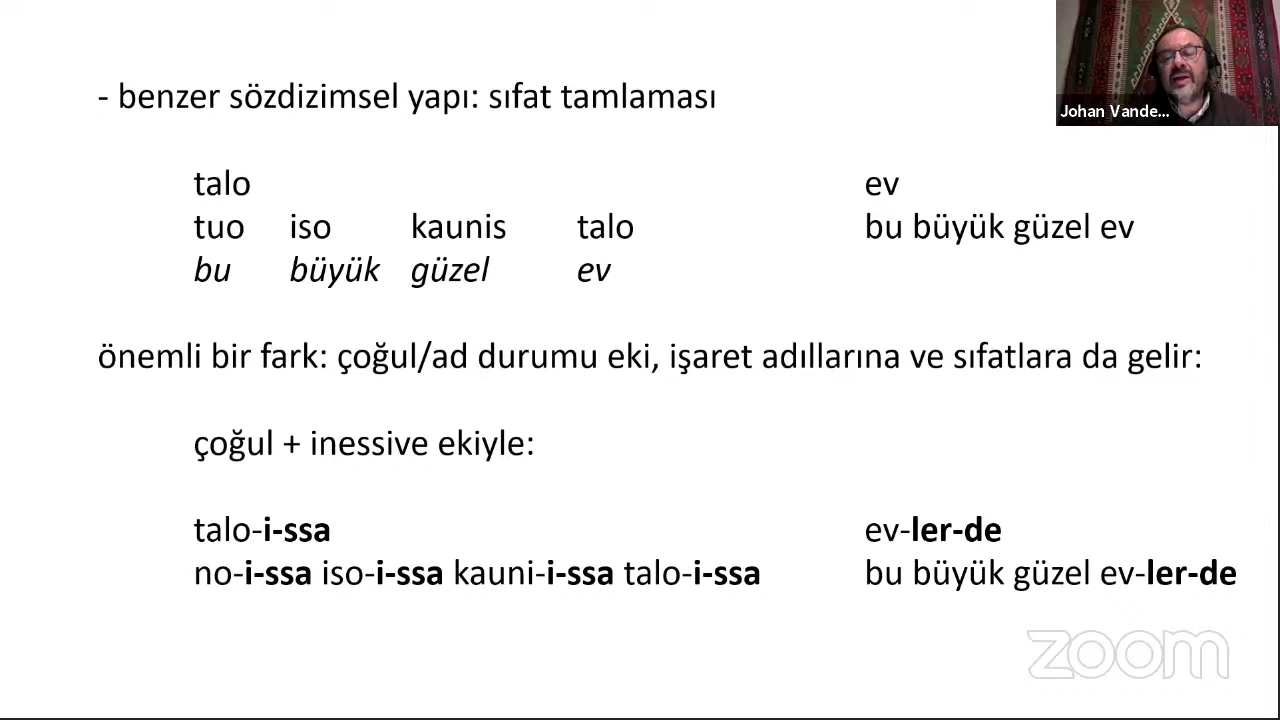 - benzer sözdizimsel yapı: sıfat tamlaması
Johan Vande...
talo ev
tuo iso kaunis talo bu büyük güzel ev
bu büyük güzel ev
önemli bir fark: çoğul/ad durumu eki, işaret adıllarına ve sıfatlara da gelir:
çoğul + inessive ekiyle:
talo-i-ssa ev-ler-de
no-i-ssa iso-i-ssa kauni-i-ssa talo-i-ssa bu büyük güzel ev-ler-de
zoom